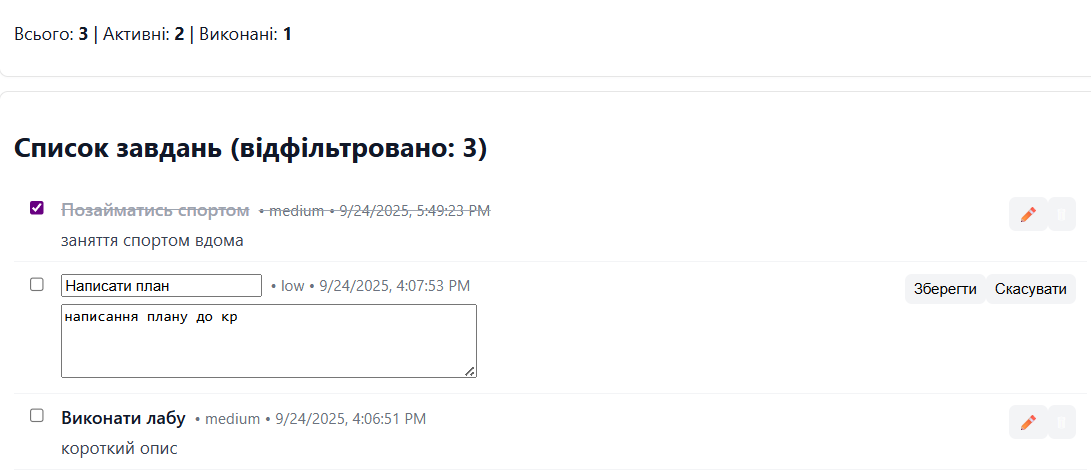 Всього: 3 | Активні: 2 | Виконані: 1
Список завдань (відфільтровано: 3)
Позайматись спортом • medium • 9/24/2025, 5:49:23 PM
заняття спортом вдома
Написати план • low • 9/24/2025, 4:07:53 PM Зберегти Скасувати
написання плану до кр
Виконати лабу • medium • 9/24/2025, 4:06:51 PM
короткий опис